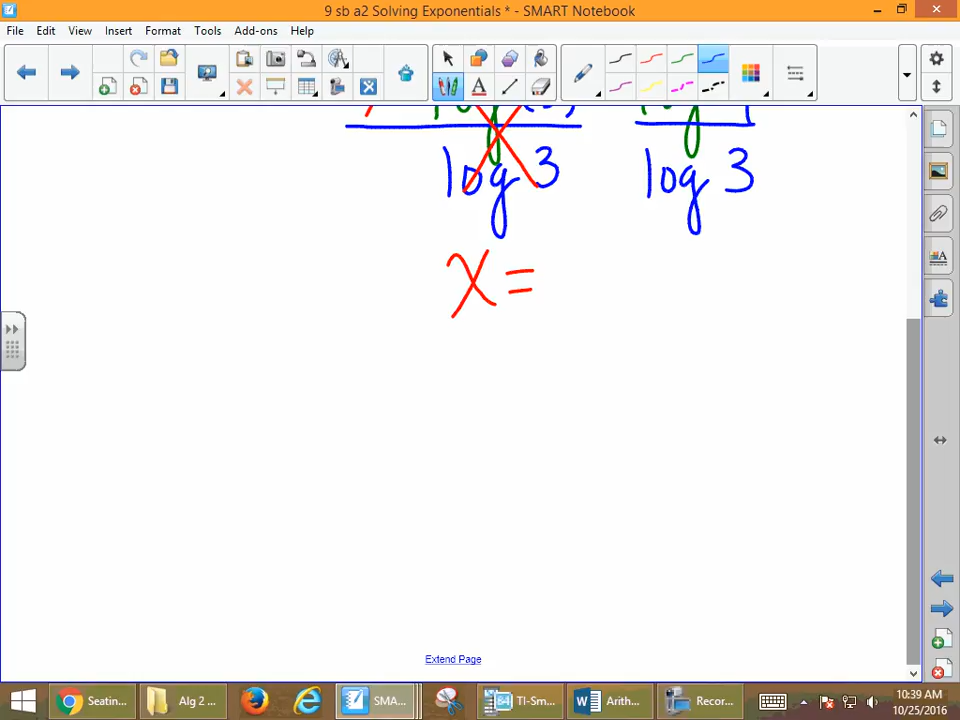 9 sb a2 Solving Exponentials * - SMART Notebook
File Edit View Insert Format Tools Add-ons Help
log 3 log 3
x =
Extend Page
Seatin... Alg 2 ... SMA... TI-Sm... Arith... Recor...
10:39 AM
10/25/2016